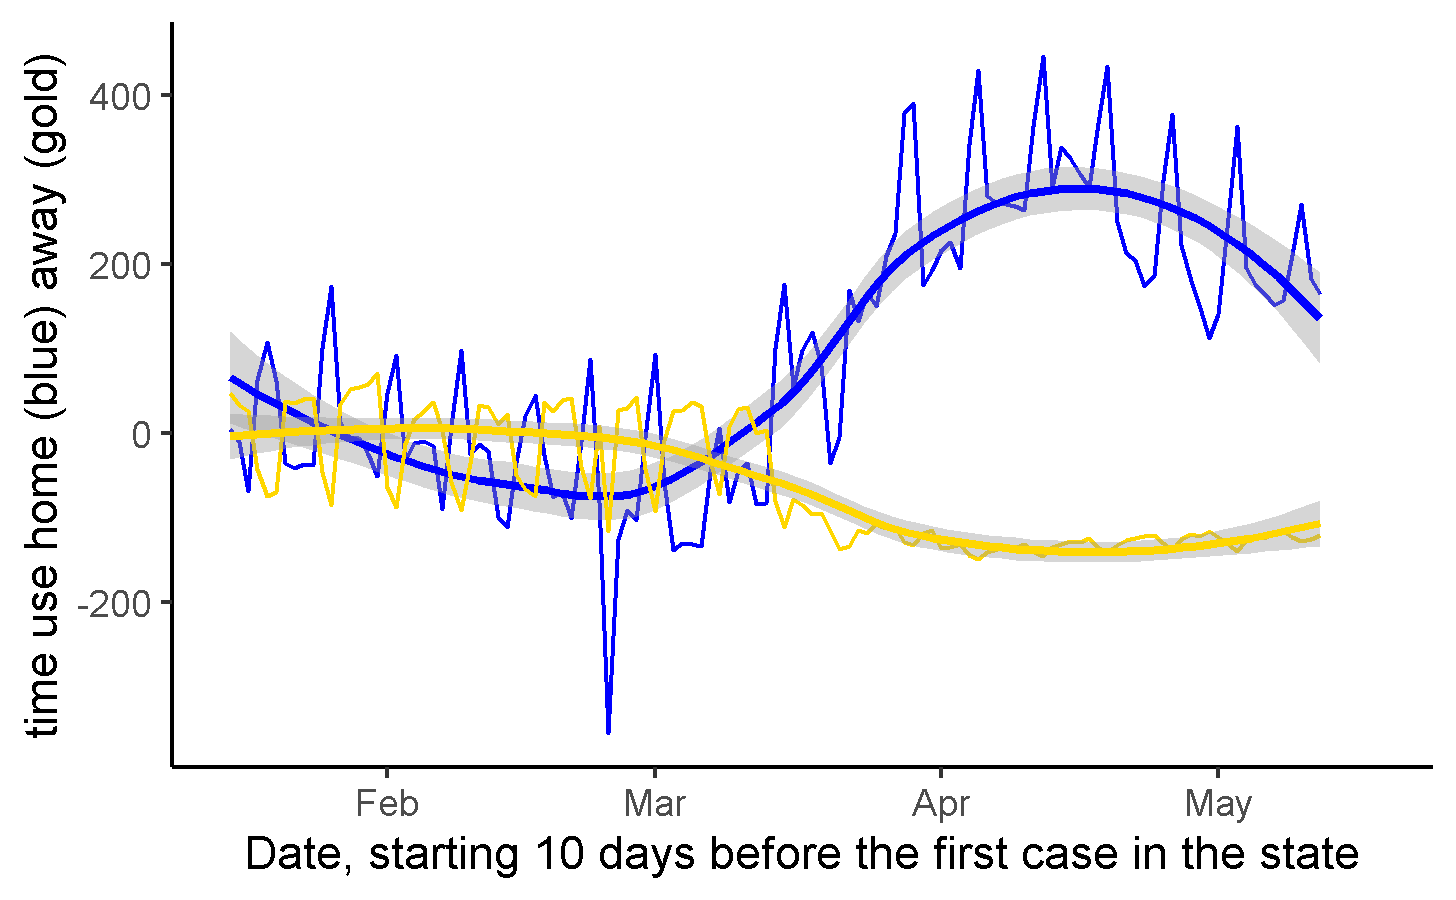 time use home (blue) away (gold)
400
200
0
-200
Feb Mar Apr May
Date, starting 10 days before the first case in the state